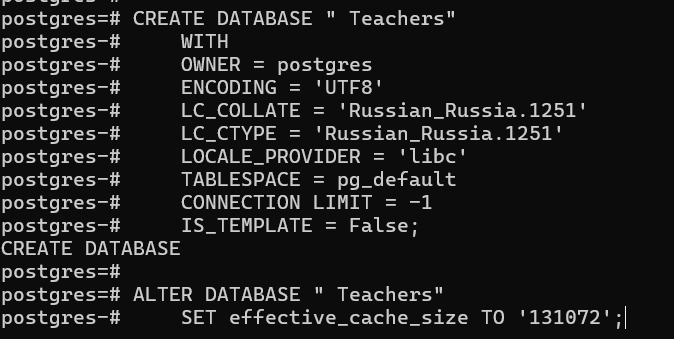 postgres=# CREATE DATABASE " Teachers"
postgres-#     WITH
postgres-#     OWNER = postgres
postgres-#     ENCODING = 'UTF8'
postgres-#     LC_COLLATE = 'Russian_Russia.1251'
postgres-#     LC_CTYPE = 'Russian_Russia.1251'
postgres-#     LOCALE_PROVIDER = 'libc'
postgres-#     TABLESPACE = pg_default
postgres-#     CONNECTION LIMIT = -1
postgres-#     IS_TEMPLATE = False;
CREATE DATABASE
postgres=#
postgres=# ALTER DATABASE " Teachers"
postgres-#     SET effective_cache_size TO '131072';